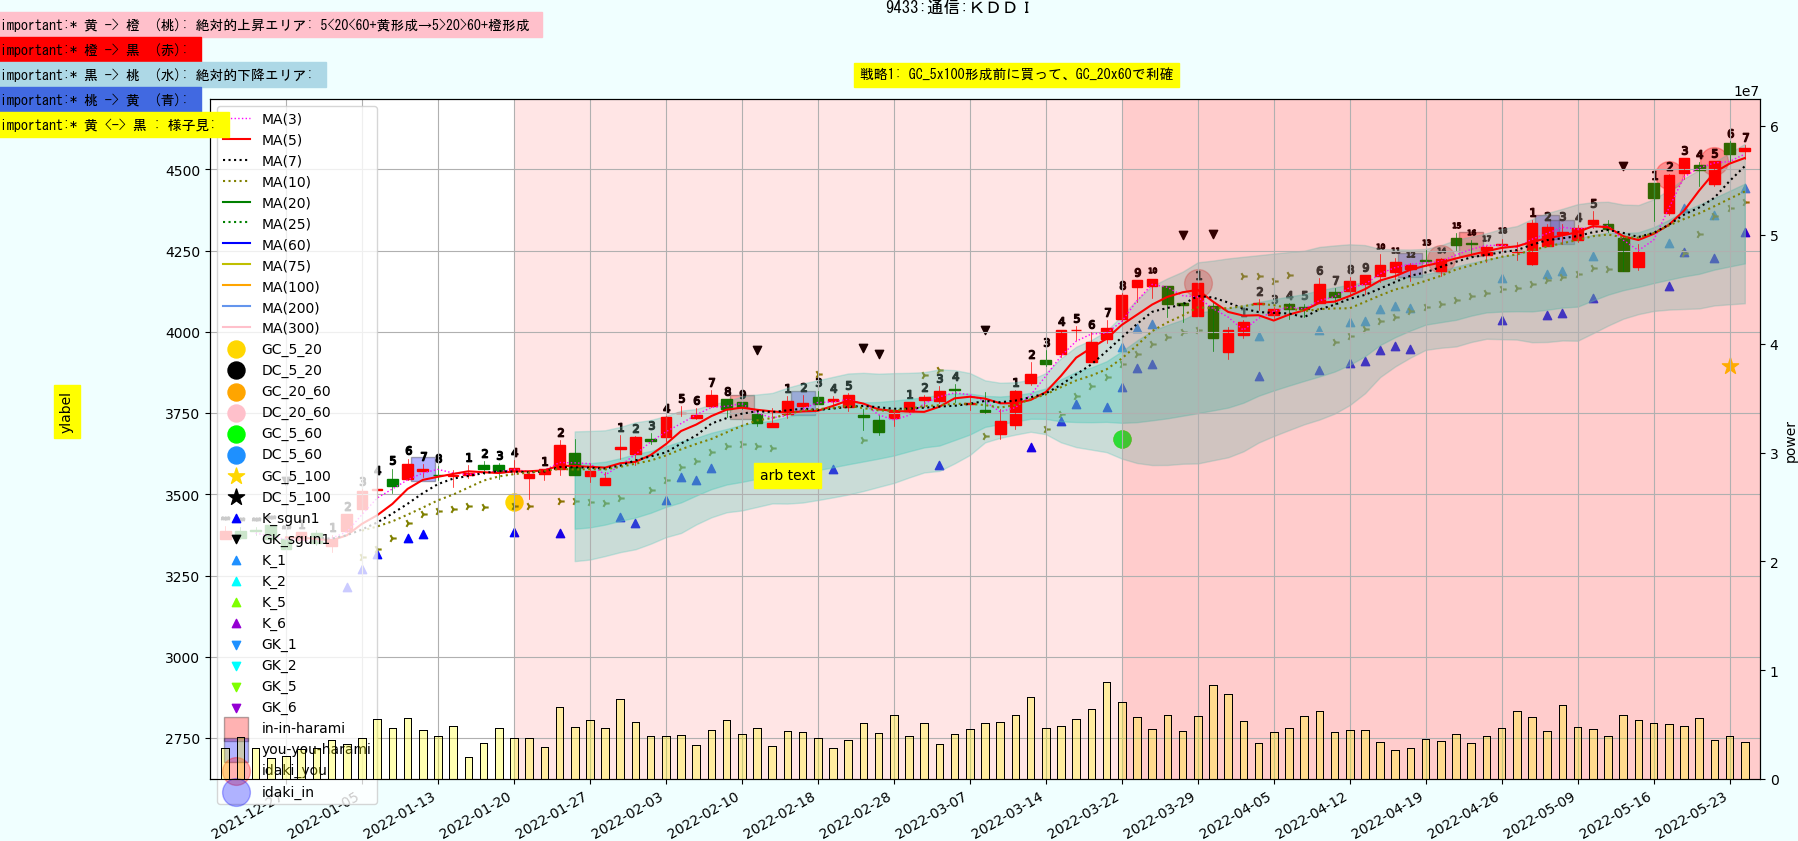 9433:通信:ＫＤＤＩ
important:* 黄 -> 橙 (桃): 絶対的上昇エリア: 5<20<60+黄形成→5>20>60+橙形成
important:* 橙 -> 黒 (赤):
important:* 黒 -> 桃 (水): 絶対的下降エリア:
important:* 桃 -> 黄 (青):
important:* 黄 <-> 黒 : 様子見:
戦略1: GC_5x100形成前に買って、GC_20x60で利確
1e7
MA(3)
MA(5)
MA(7)
MA(10)
MA(20)
MA(25)
MA(60)
MA(75)
MA(100)
MA(200)
MA(300)
GC_5_20
DC_5_20
GC_20_60
DC_20_60
GC_5_60
DC_5_60
GC_5_100
DC_5_100
K_sgun1
GK_sgun1
K_1
K_2
K_5
K_6
GK_1
GK_2
GK_5
GK_6
in-in-harami
you-you-harami
idaki_you
idaki_in
4500
4250
4000
3750
3500
3250
3000
2750
ylabel
arb text
6
5
4
3
2
1
0
power
2021-12-27
2022-01-05
2022-01-13
2022-01-20
2022-01-27
2022-02-03
2022-02-10
2022-02-18
2022-02-28
2022-03-07
2022-03-14
2022-03-22
2022-03-29
2022-04-05
2022-04-12
2022-04-19
2022-04-26
2022-05-09
2022-05-16
2022-05-23